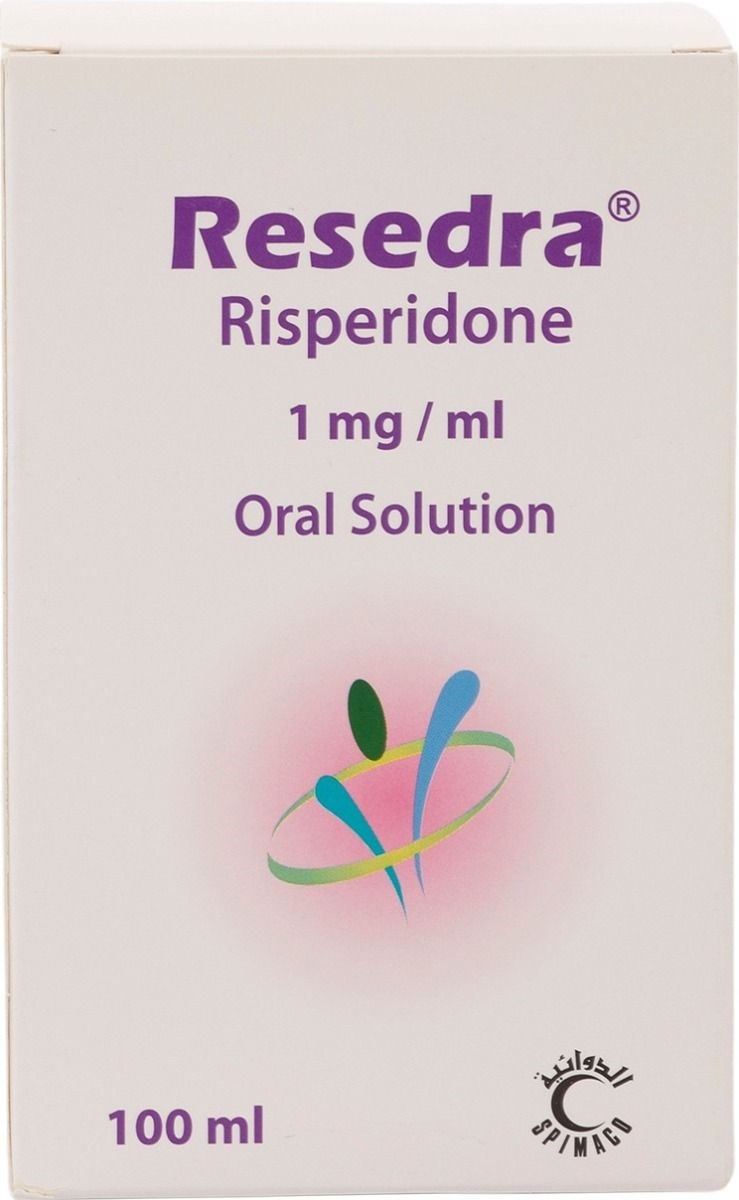 Resedra®
Risperidone
1 mg / ml
Oral Solution
100 ml
الدوائية
SPIMACO